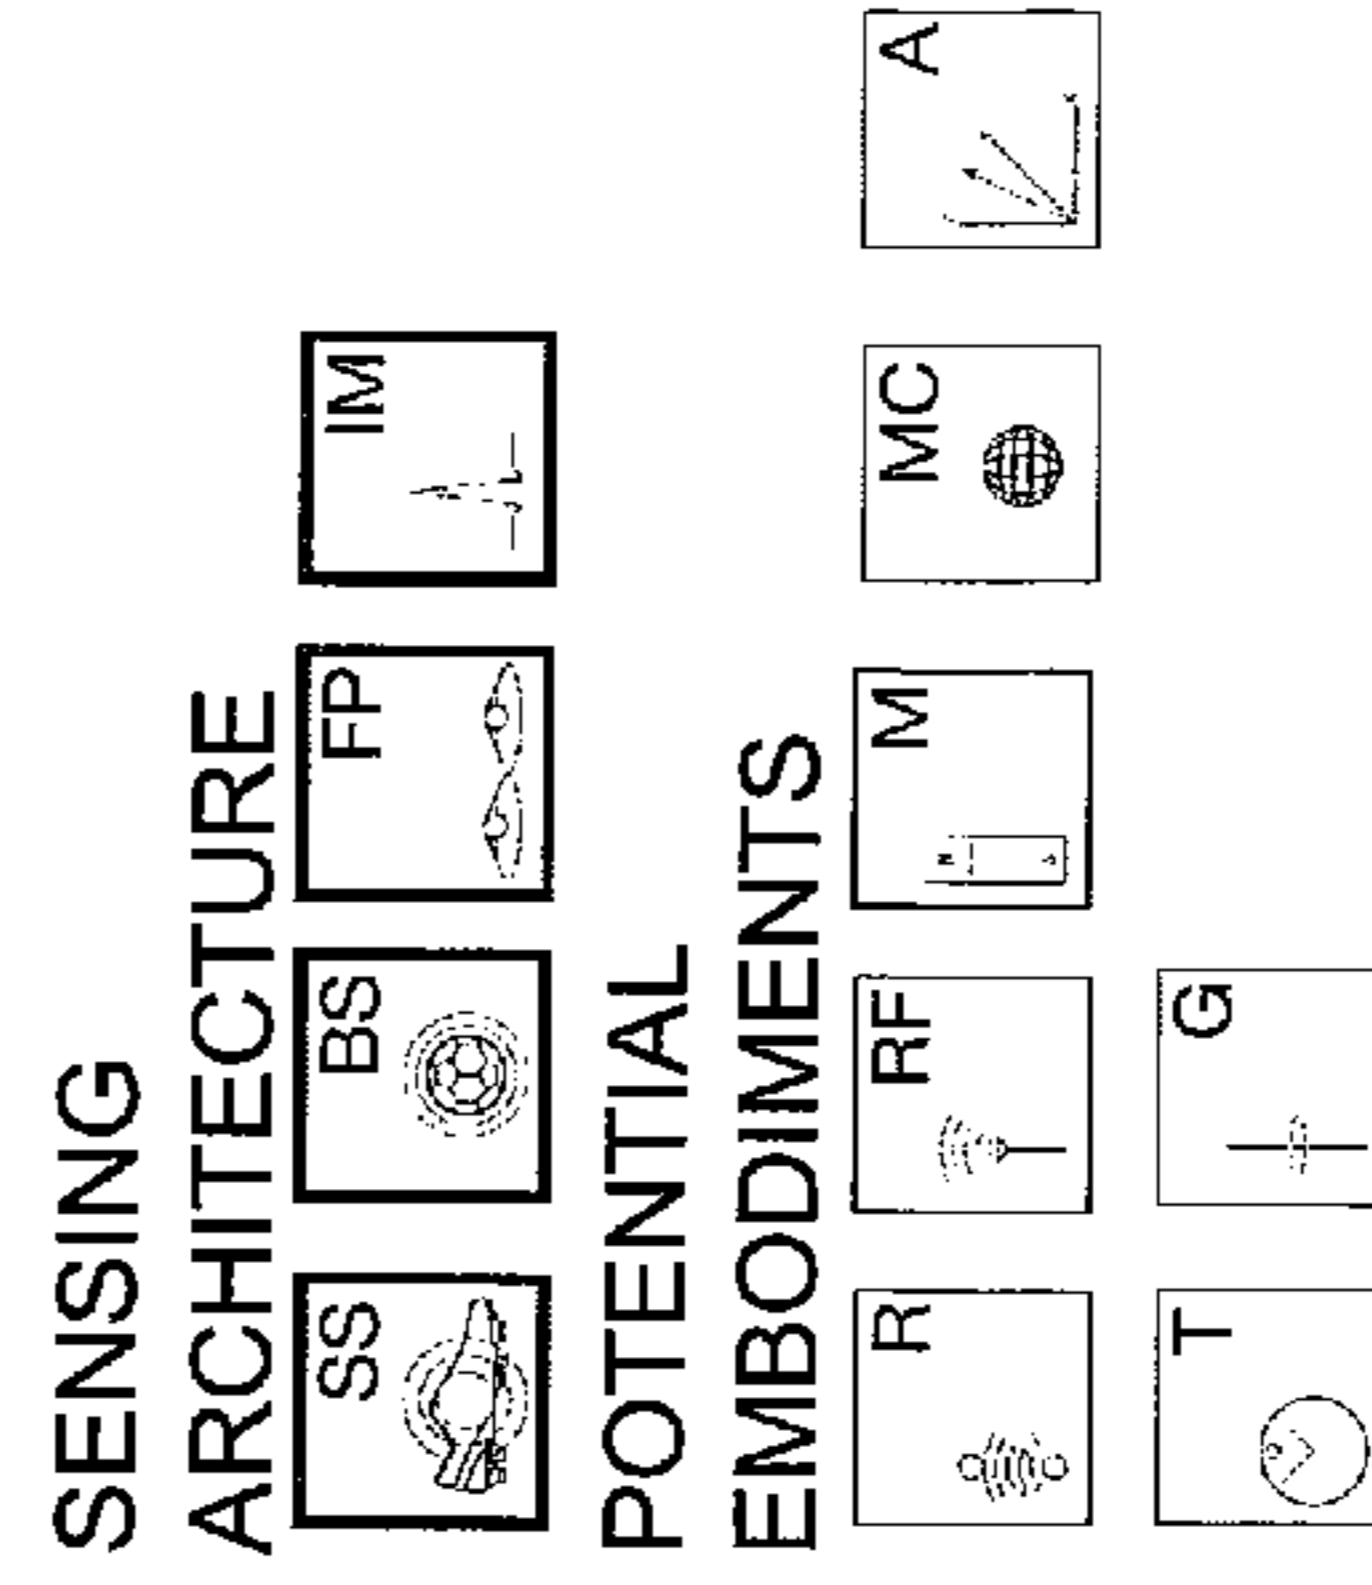 SENSING
ARCHITECTURE
SS BS FP IM
POTENTIAL
EMBODIMENTS
R RF M MC A
N S
T G